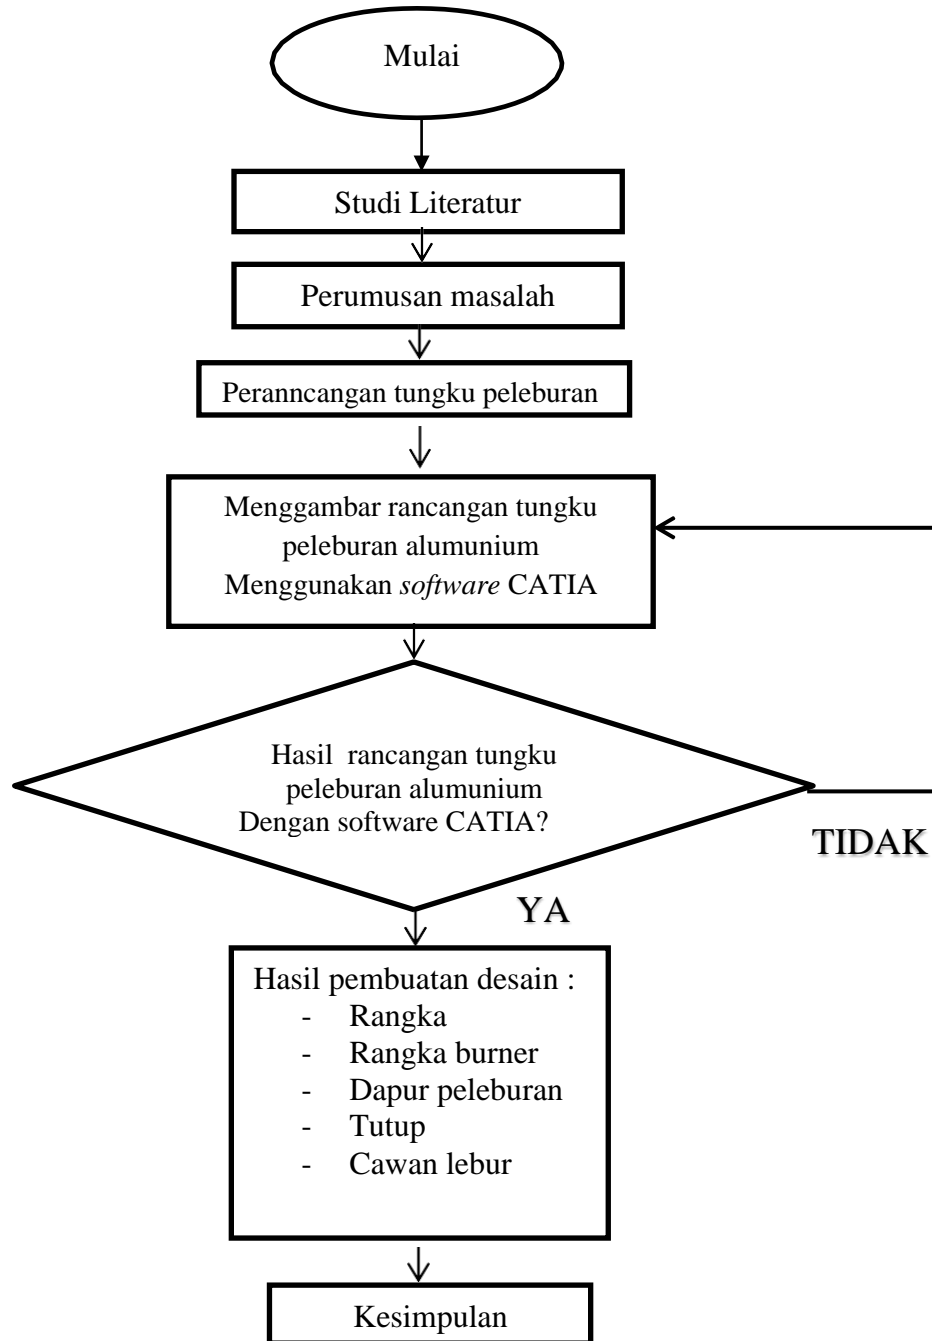 Mulai
Studi Literatur
Perumusan masalah
Peranncangan tungku peleburan
Menggambar rancangan tungku
peleburan alumunium
Menggunakan software CATIA
Hasil rancangan tungku
peleburan alumunium
Dengan software CATIA?
TIDAK
YA
Hasil pembuatan desain :
- Rangka
- Rangka burner
- Dapur peleburan
- Tutup
- Cawan lebur
Kesimpulan